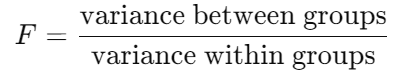 F = variance between groups / variance within groups